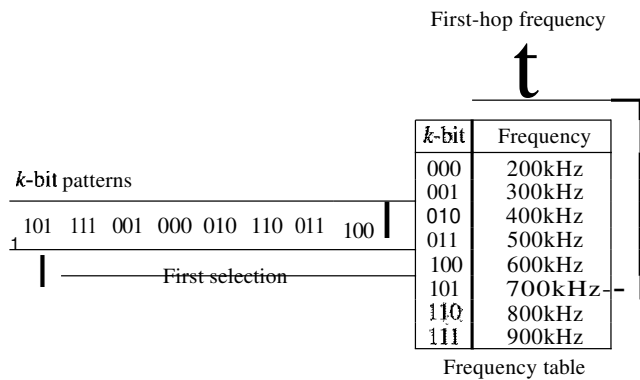 First-hop frequency
t
k-bit Frequency
000 200kHz
k-bit patterns
001 300kHz
010 400kHz
101 111 001 000 010 110 011 100
1
011 500kHz
100 600kHz
First selection
101 700kHz--
110 800kHz
111 900kHz
Frequency table